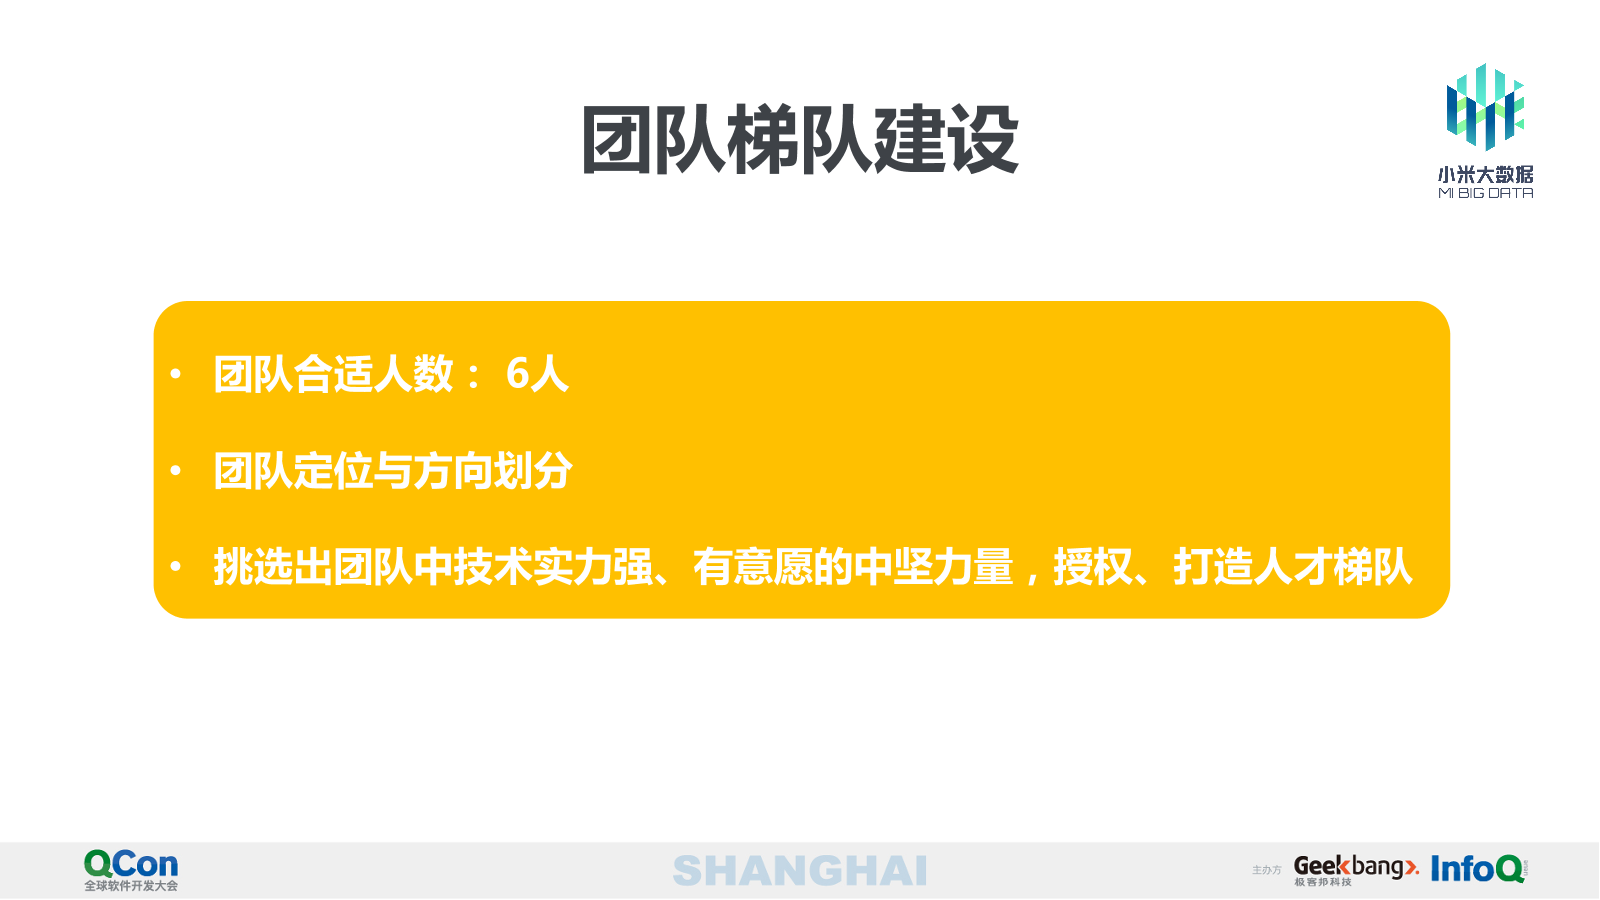 团队梯队建设
小米大数据
MI BIG DATA
• 团队合适人数： 6人
• 团队定位与方向划分
• 挑选出团队中技术实力强、有意愿的中坚力量，授权、打造人才梯队
QCon
全球软件开发大会
SHANGHAI
主办方
Geekbang
极客邦科技
InfoQ